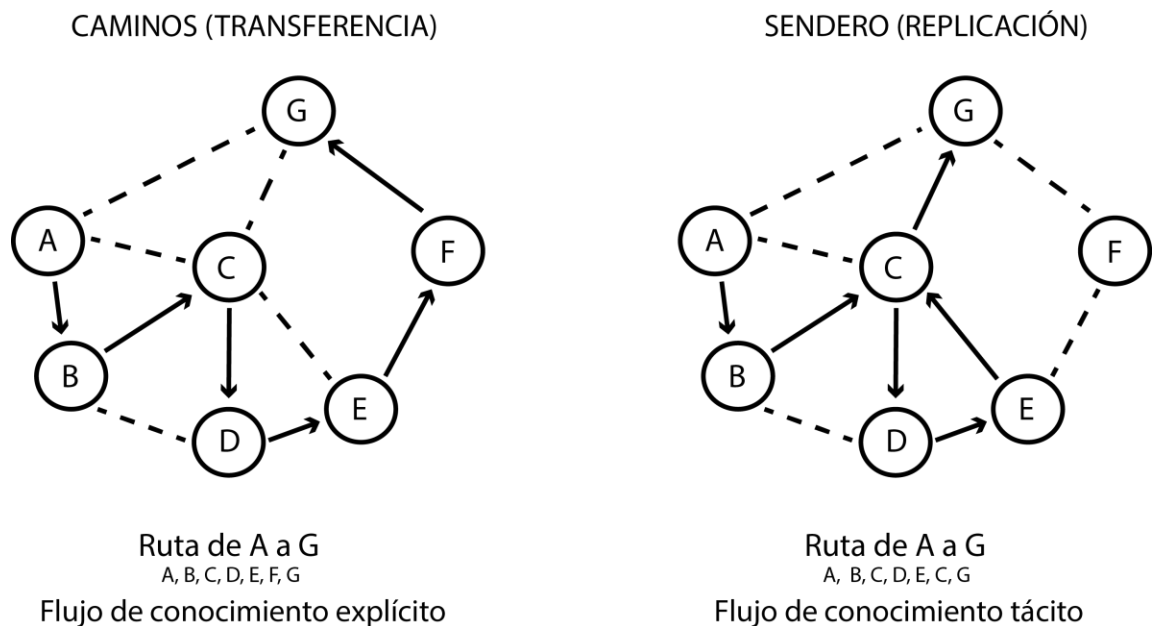 CAMINOS (TRANSFERENCIA)
G
A
C
F
B
E
D
Ruta de A a G
A, B, C, D, E, F, G
Flujo de conocimiento explícito
SENDERO (REPLICACIÓN)
G
A
C
F
B
E
D
Ruta de A a G
A, B, C, D, E, C, G
Flujo de conocimiento tácito